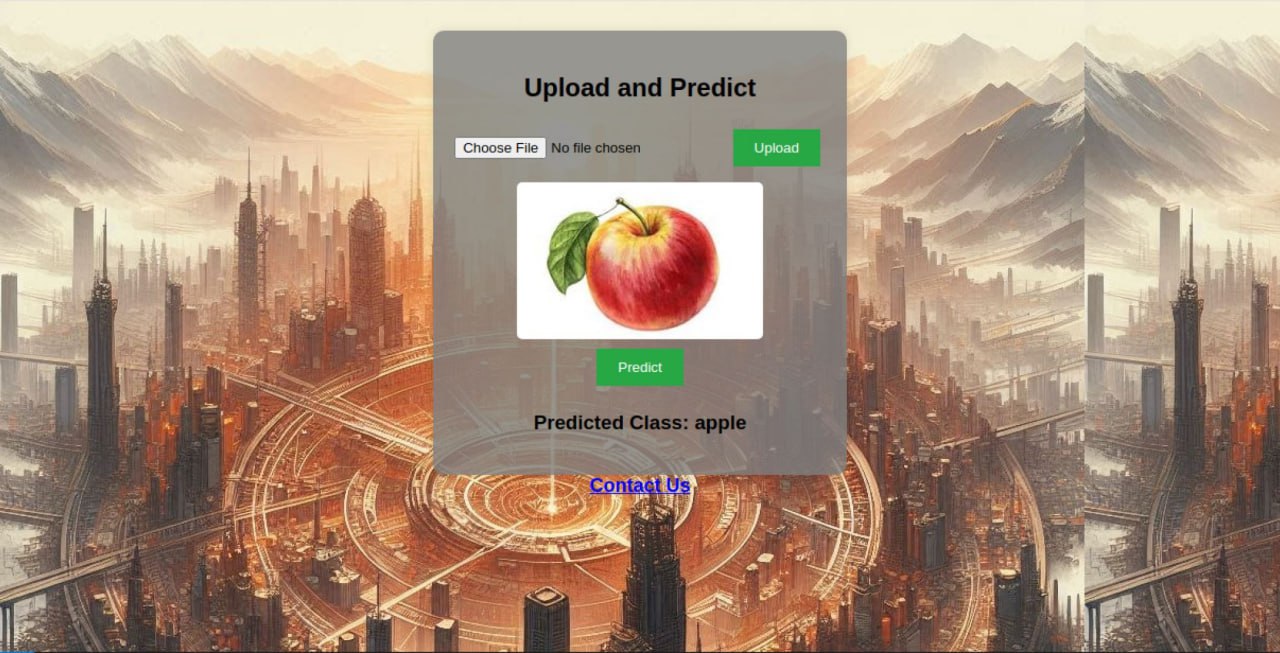 Upload and Predict
Choose File No file chosen Upload
Predict
Predicted Class: apple
Contact Us